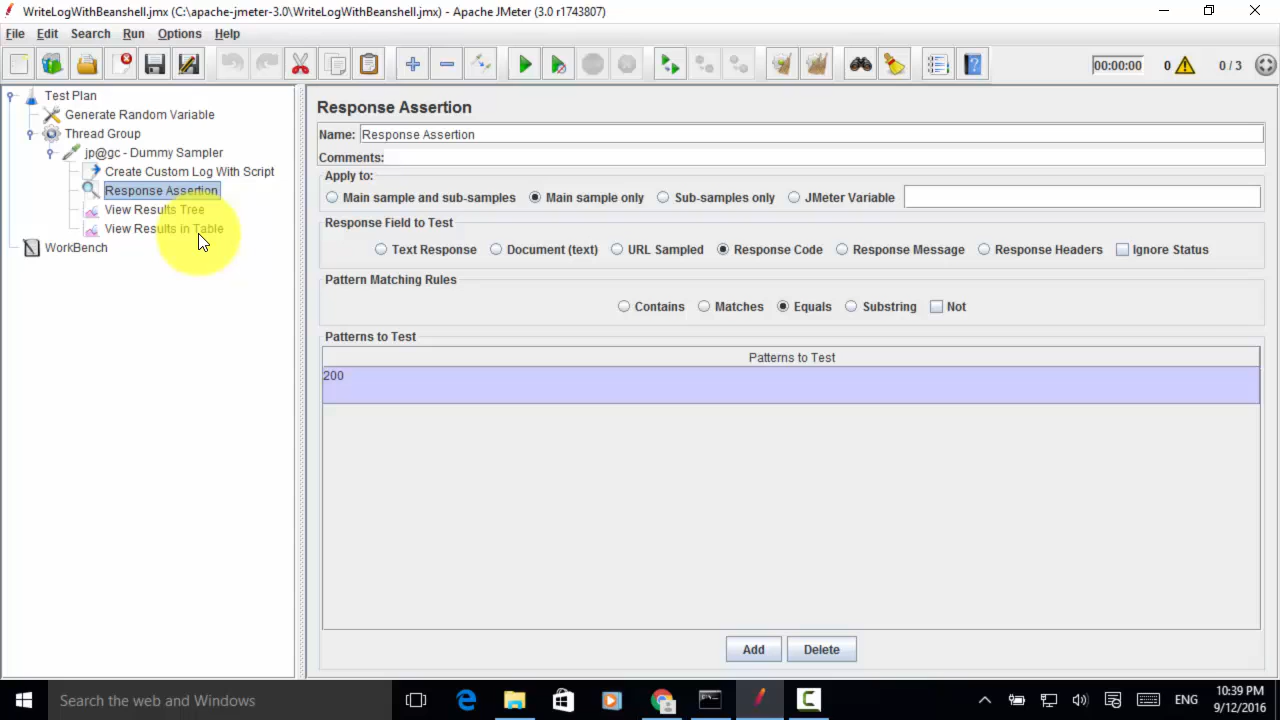 WriteLogWithBeanshell.jmx (C:\apache-jmeter-3.0\WriteLogWithBeanshell.jmx) - Apache JMeter (3.0 r1743807)
File Edit Search Run Options Help
00:00:00 0 0 / 3
Test Plan
Generate Random Variable
Thread Group
jp@gc - Dummy Sampler
Create Custom Log With Script
Response Assertion
View Results Tree
View Results in Table
WorkBench
Response Assertion
Name: Response Assertion
Comments:
Apply to:
Main sample and sub-samples Main sample only Sub-samples only JMeter Variable
Response Field to Test
Text Response Document (text) URL Sampled Response Code Response Message Response Headers Ignore Status
Pattern Matching Rules
Contains Matches Equals Substring Not
Patterns to Test
Patterns to Test
200
Add Delete
Search the web and Windows
ENG
10:39 PM
9/12/2016